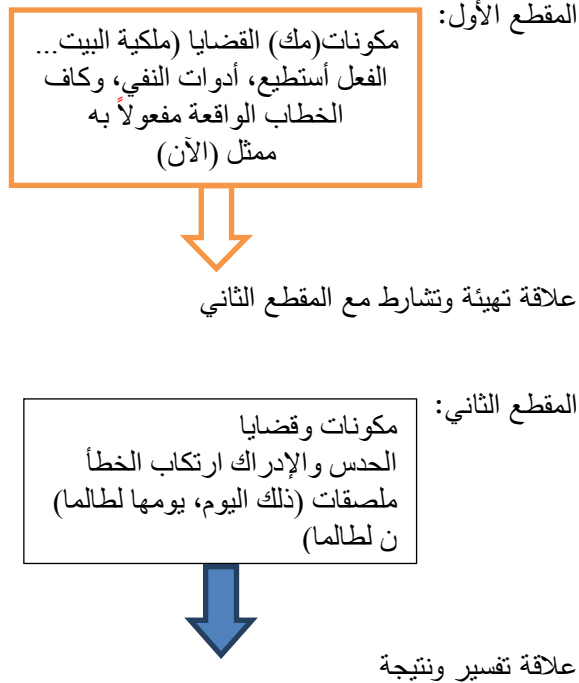 المقطع الأول:
مكونات(مك) القضايا (ملكية البيت...
الفعل أستطيع، أدوات النفي، وكاف
الخطاب الواقعة مفعولاً به
ممثل (الآن)
علاقة تهيئة وتشارط مع المقطع الثاني
المقطع الثاني:
مكونات وقضايا
الحدس والإدراك ارتكاب الخطأ
ملصقات (ذلك اليوم، يومها لطالما)
ن لطالما)
علاقة تفسير ونتيجة